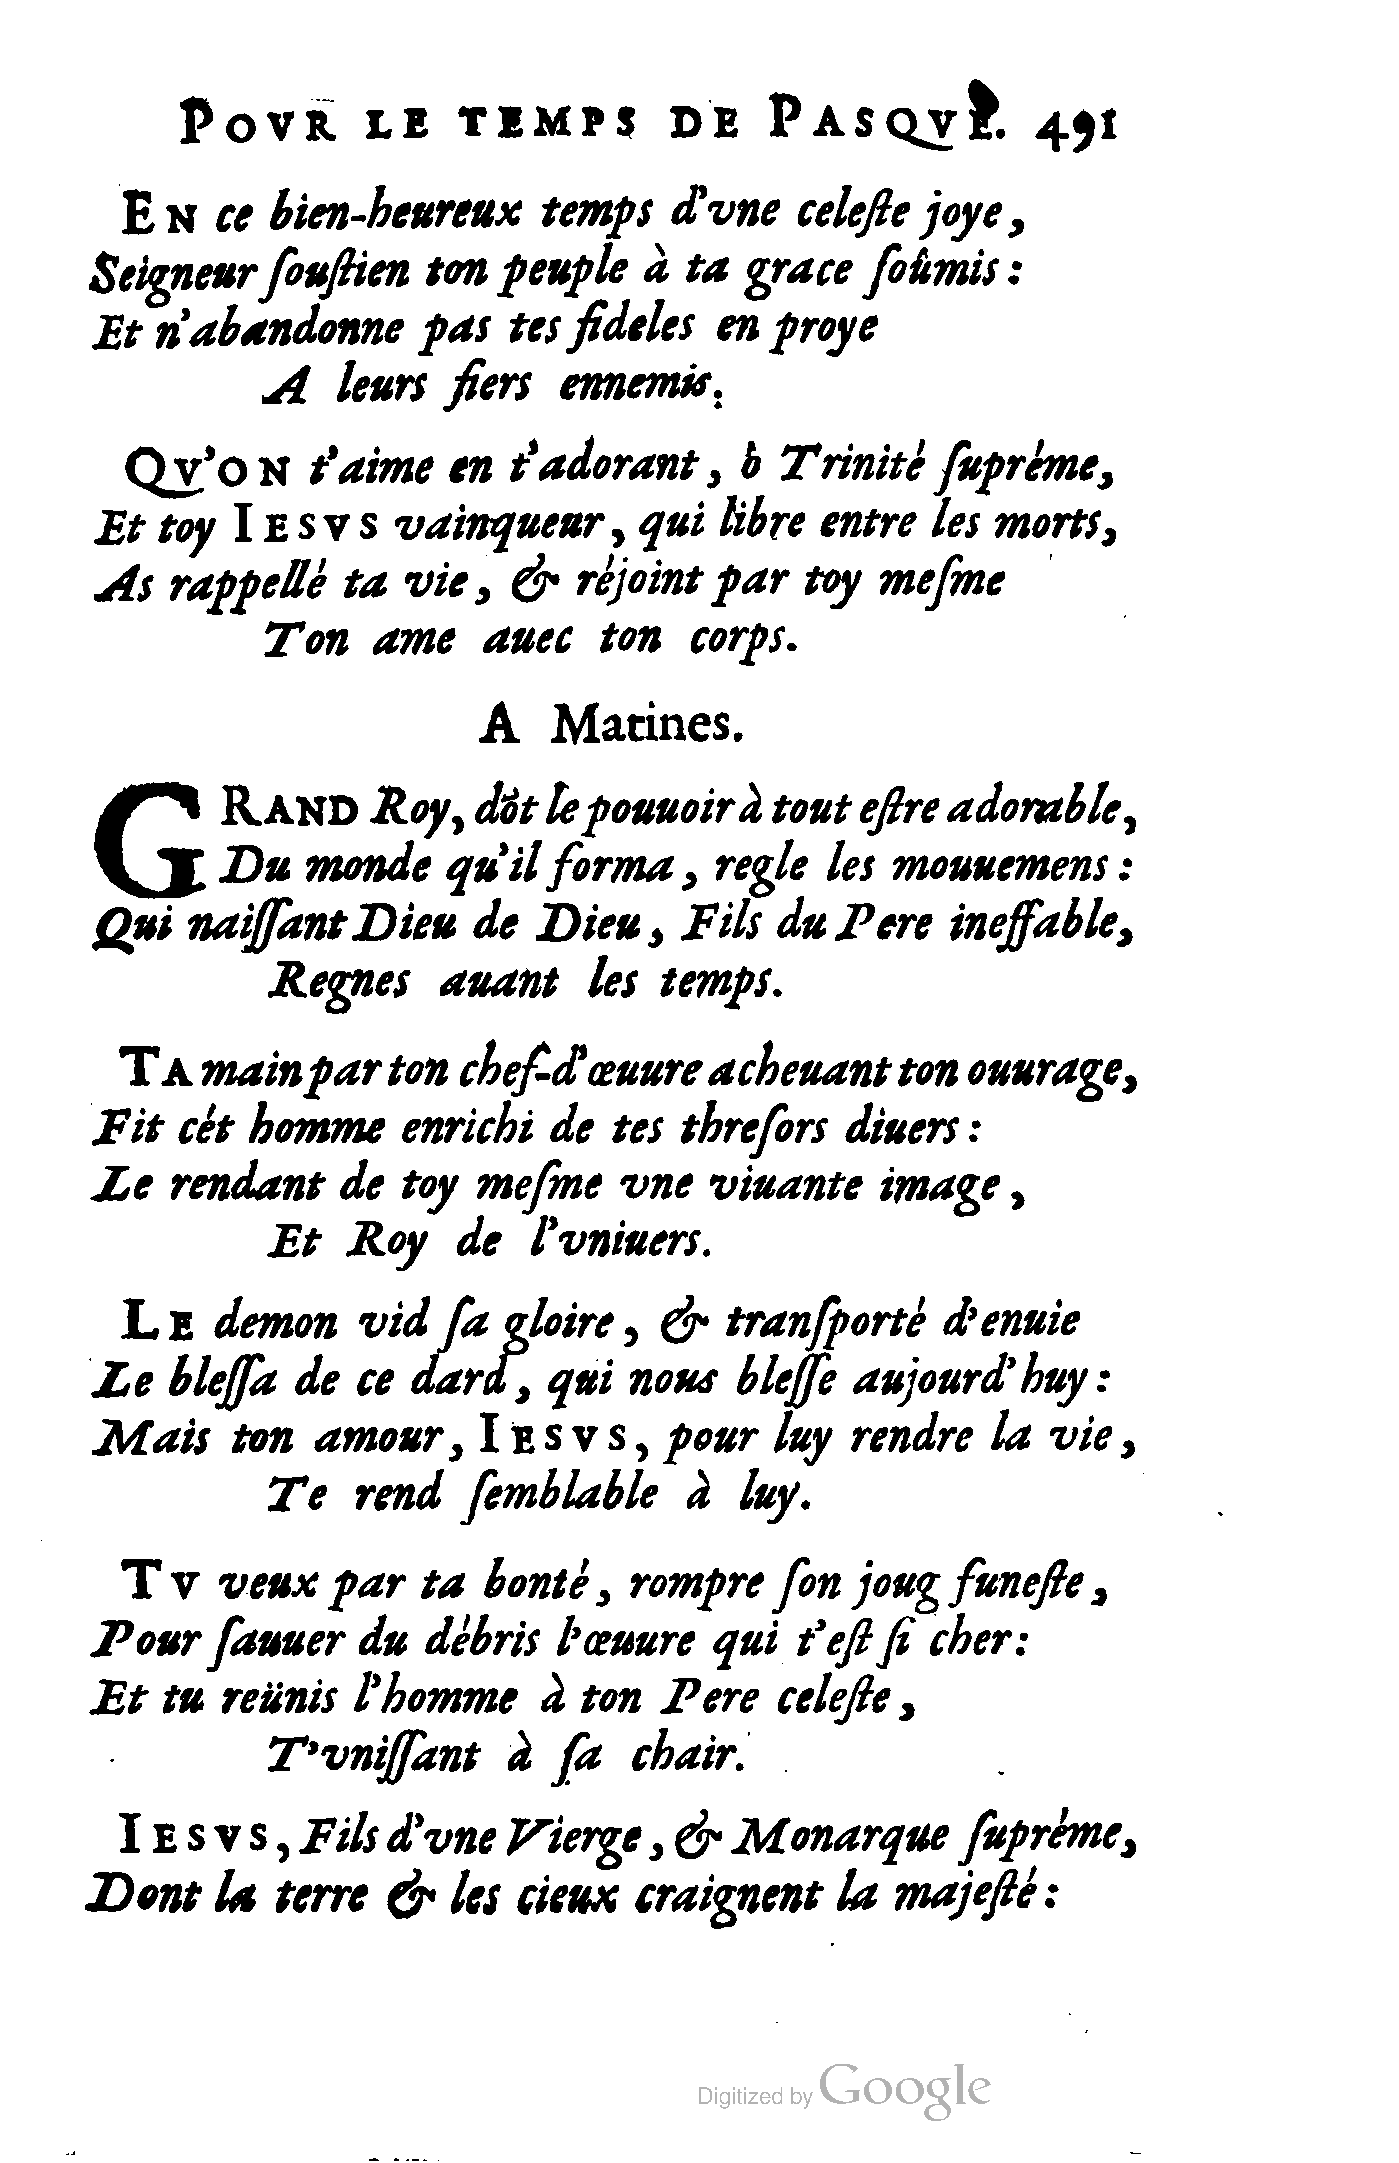 POVR LE TEMPS DE PASQVE. 491
EN ce bien-heureux temps d'vne celeſte joye,
Seigneur ſouſtien ton peuple à ta grace ſoûmis :
Et n'abandonne pas tes fideles en proye
A leurs fiers ennemis.
QV'ON t'aime en t'adorant, ô Trinité ſuprême,
Et toy IESVS vainqueur, qui libre entre les morts,
As rappellé ta vie, & réjoint par toy meſme
Ton ame auec ton corps.
A Matines.
GRAND Roy, dõt le pouuoir à tout eſtre adorable,
Du monde qu'il forma, regle les mouuemens :
Qui naiſſant Dieu de Dieu, Fils du Pere ineffable,
Regnes auant les temps.
TA main par ton chef-d'œuure acheuant ton ouurage,
Fit cét homme enrichi de tes threſors diuers :
Le rendant de toy meſme vne viuante image,
Et Roy de l'vniuers.
LE demon vid ſa gloire, & tranſporté d'enuie
Le bleſſa de ce dard, qui nous bleſſe aujourd'huy :
Mais ton amour, IESVS, pour luy rendre la vie,
Te rend ſemblable à luy.
TV veux par ta bonté, rompre ſon joug funeſte,
Pour ſauuer du débris l'œuure qui t'eſt ſi cher :
Et tu reünis l'homme à ton Pere celeſte,
T'vniſſant à ſa chair.
IESVS, Fils d'vne Vierge, & Monarque ſuprême,
Dont la terre & les cieux craignent la majeſté :
Digitized by Google